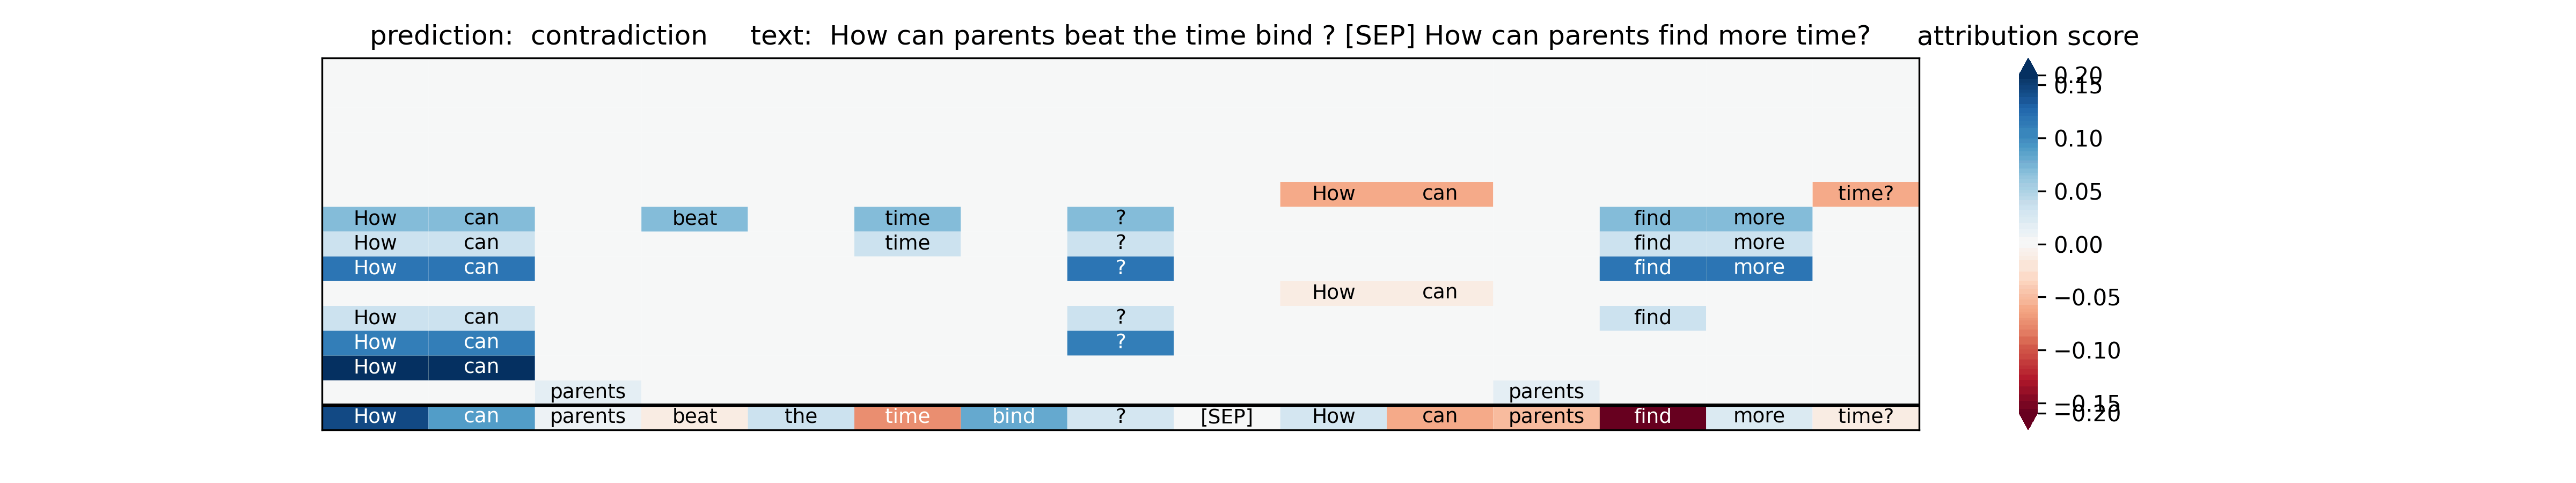 prediction: contradiction text: How can parents beat the time bind ? [SEP] How can parents find more time? attribution score
How can time?
How can beat time ? find more
How can time ? find more
How can ? find more
How can
How can ? find
How can ?
How can
parents parents
How can parents beat the time bind ? [SEP] How can parents find more time?
0.20
0.15
0.10
0.05
0.00
−0.05
−0.10
−0.15
−0.20